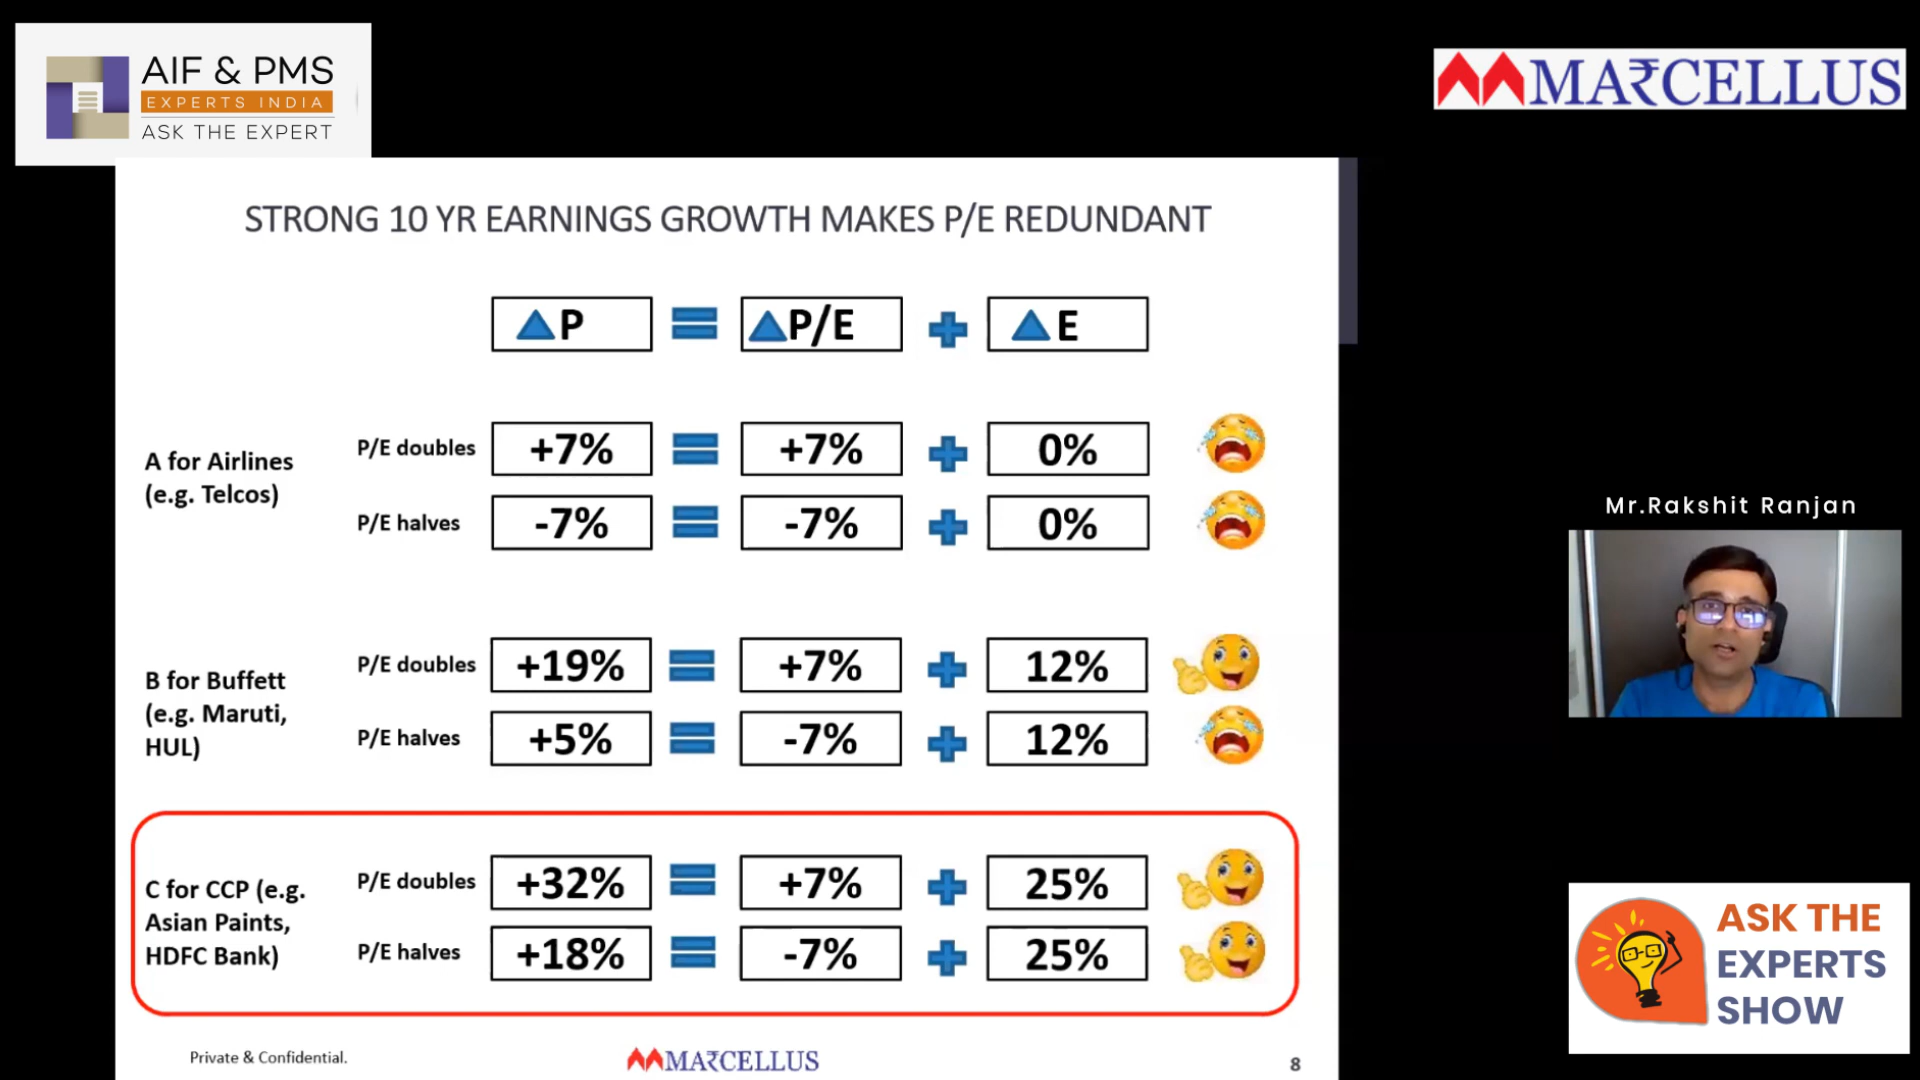 AIF & PMS
EXPERTS INDIA
ASK THE EXPERT
MA₹CELLUS
STRONG 10 YR EARNINGS GROWTH MAKES P/E REDUNDANT
P = P/E + E
A for Airlines
(e.g. Telcos)
P/E doubles +7% = +7% + 0%
P/E halves -7% = -7% + 0%
B for Buffett
(e.g. Maruti,
HUL)
P/E doubles +19% = +7% + 12%
P/E halves +5% = -7% + 12%
C for CCP (e.g.
Asian Paints,
HDFC Bank)
P/E doubles +32% = +7% + 25%
P/E halves +18% = -7% + 25%
Private & Confidential.
MA₹CELLUS
8
Mr.Rakshit Ranjan
ASK THE
EXPERTS
SHOW